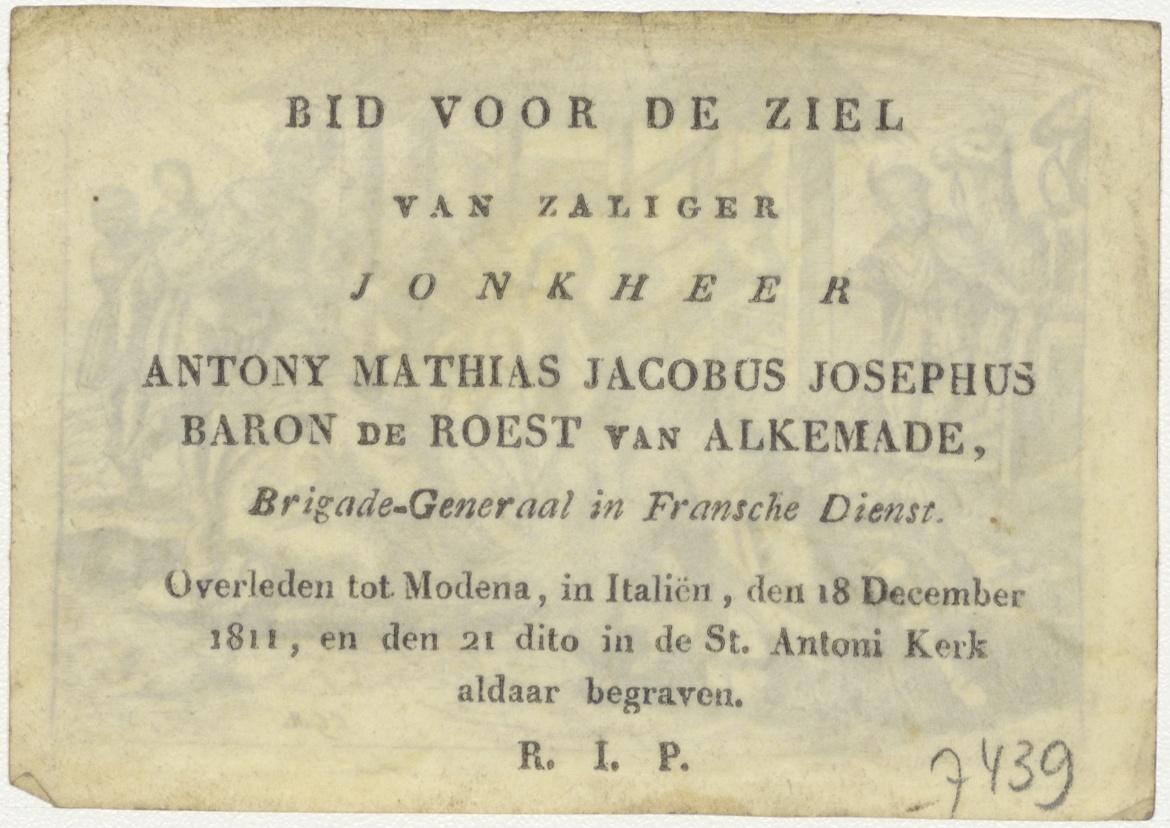 BID VOOR DE ZIEL
VAN ZALIGER
JONKHEER
ANTONY MATHIAS JACOBUS JOSEPHUS
BARON DE ROEST VAN ALKEMADE,
Brigade-Generaal in Fransche Dienst.
Overleden tot Modena, in Italiën, den 18 December
1811, en den 21 dito in de St. Antoni Kerk
aldaar begraven.
R. I. P.
7439